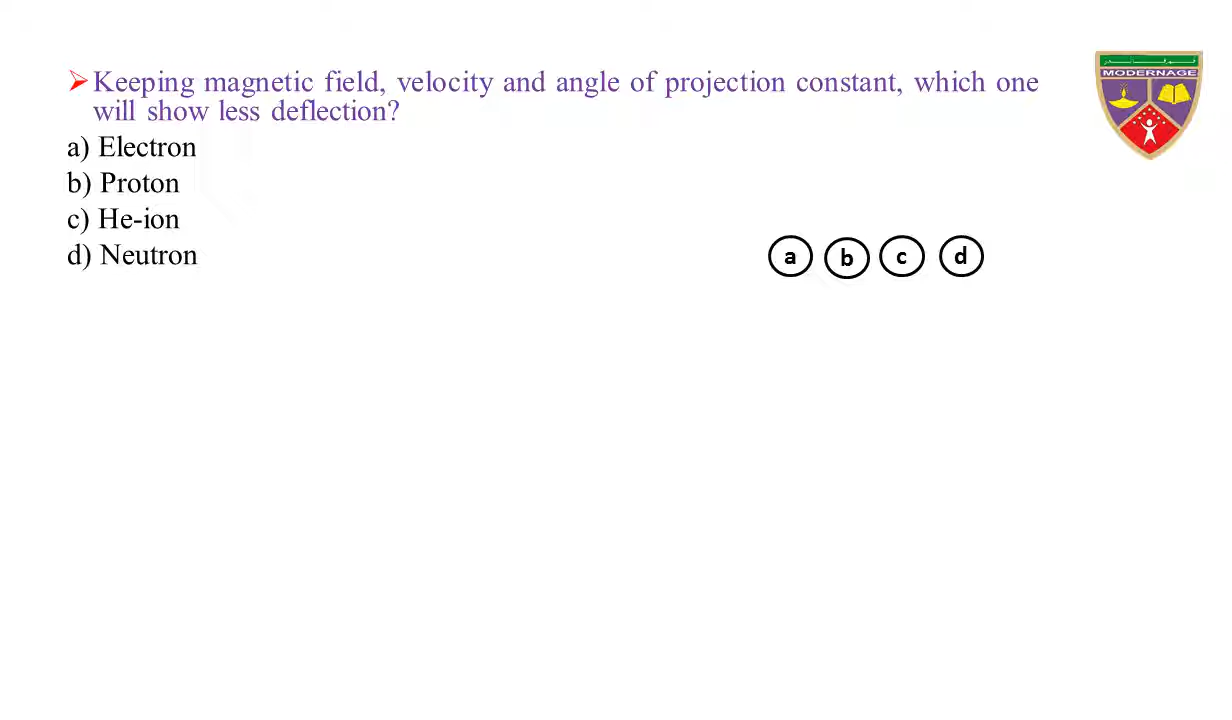 Keeping magnetic field, velocity and angle of projection constant, which one
will show less deflection?
a) Electron
b) Proton
c) He-ion
d) Neutron
a b c d
MODERNAGE